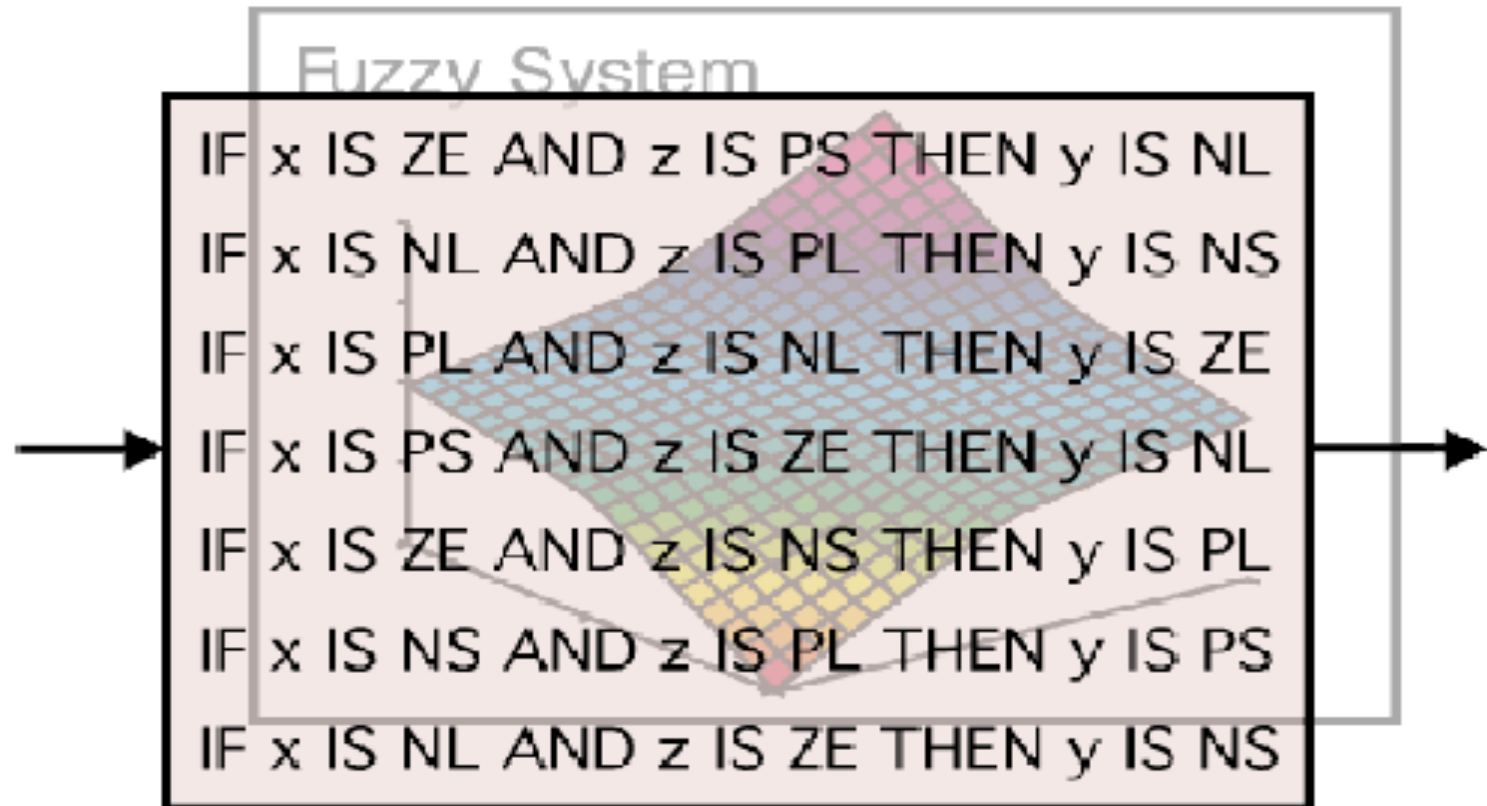 Fuzzy System
IF x IS ZE AND z IS PS THEN y IS NL
IF x IS NL AND z IS PL THEN y IS NS
IF x IS PL AND z IS NL THEN y IS ZE
IF x IS PS AND z IS ZE THEN y IS NL
IF x IS ZE AND z IS NS THEN y IS PL
IF x IS NS AND z IS PL THEN y IS PS
IF x IS NL AND z IS ZE THEN y IS NS